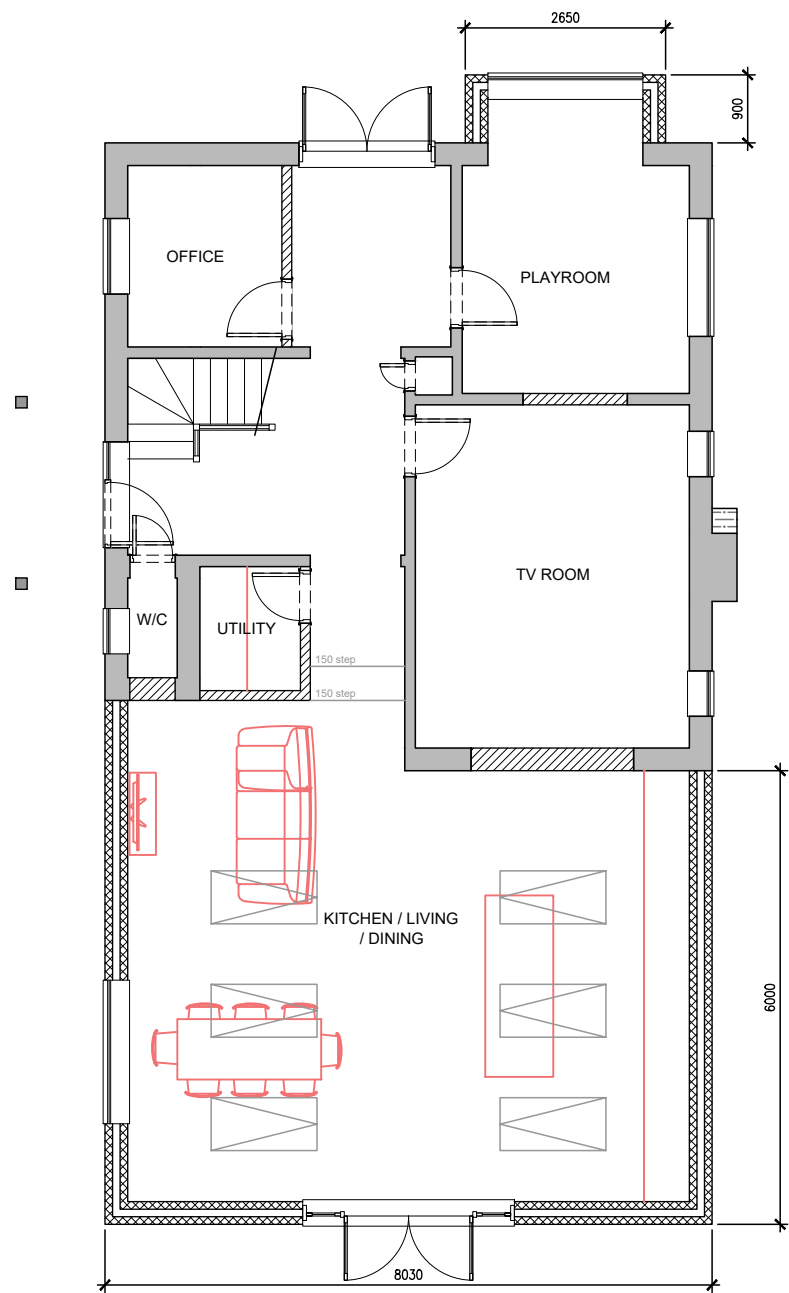 2650
900
OFFICE
PLAYROOM
TV ROOM
W/C
UTILITY
150 step
150 step
KITCHEN / LIVING
/ DINING
6000
8030